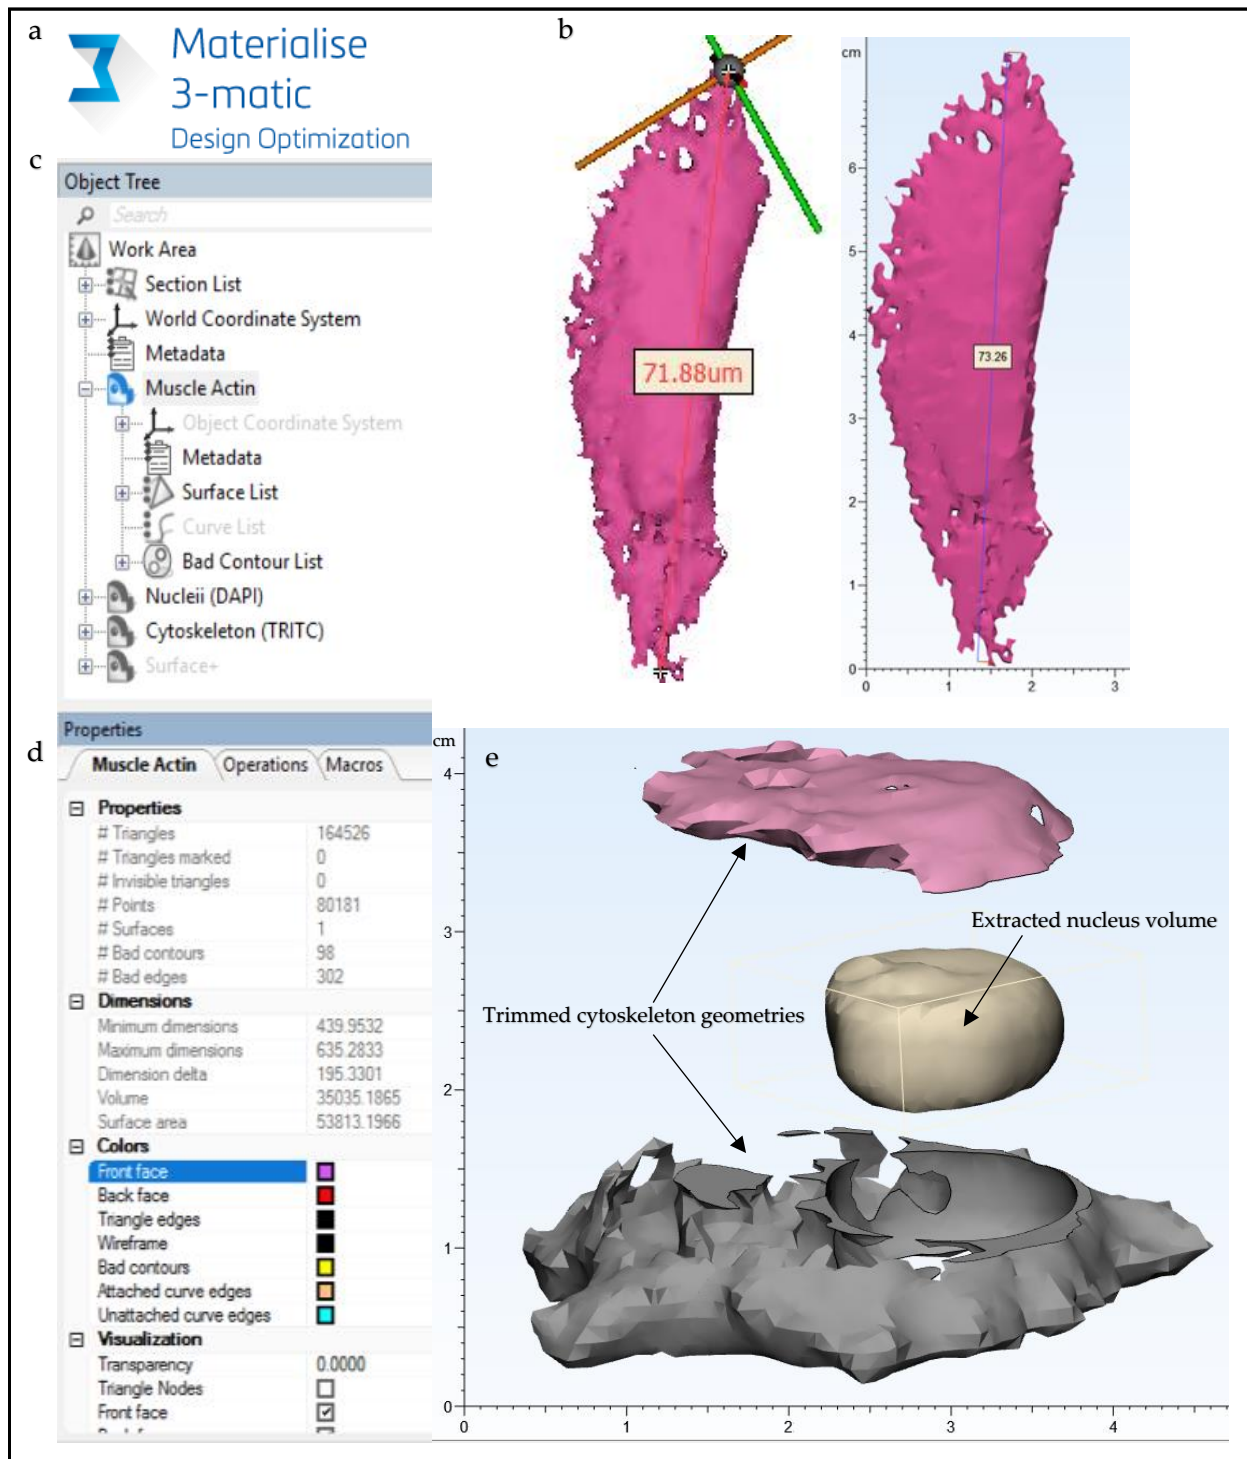 a
Materialise
3-matic
Design Optimization
b
71.88um
cm
6
5
4
3
2
1
0
0 1 2 3
73.26
c
Object Tree
Search
Work Area
Section List
World Coordinate System
Metadata
Muscle Actin
Object Coordinate System
Metadata
Surface List
Curve List
Bad Contour List
Nucleii (DAPI)
Cytoskeleton (TRITC)
Surface+
d
Properties
Muscle Actin Operations Macros
Properties
# Triangles 164526
# Triangles marked 0
# Invisible triangles 0
# Points 80181
# Surfaces 1
# Bad contours 98
# Bad edges 302
Dimensions
Minimum dimensions 439.9532
Maximum dimensions 635.2833
Dimension delta 195.3301
Volume 35035.1865
Surface area 53813.1966
Colors
Front face
Back face
Triangle edges
Wireframe
Bad contours
Attached curve edges
Unattached curve edges
Visualization
Transparency 0.0000
Triangle Nodes
Front face
cm
e
4
3
2
1
0
0 1 2 3 4
Extracted nucleus volume
Trimmed cytoskeleton geometries